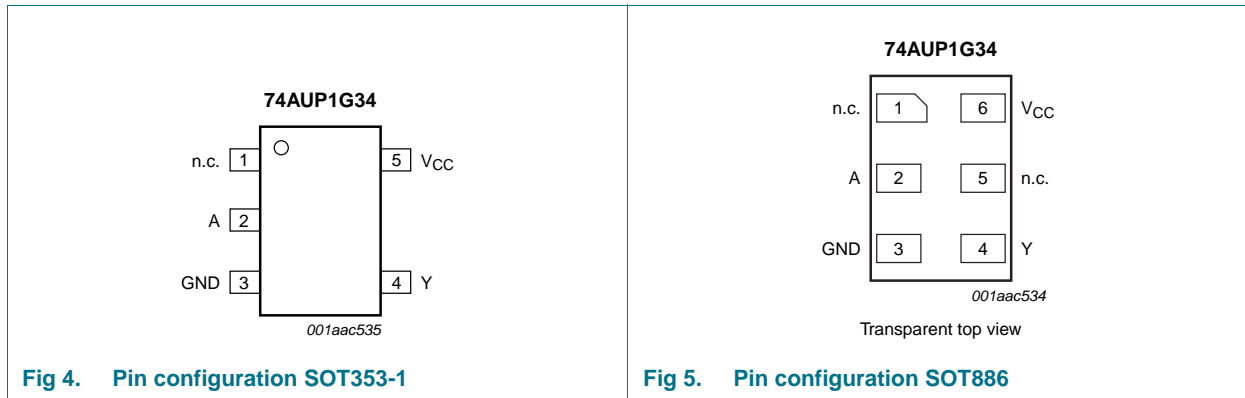 74AUP1G34
n.c. 1 5 VCC
A 2
GND 3 4 Y
001aac535
Fig 4. Pin configuration SOT353-1
74AUP1G34
n.c. 1 6 VCC
A 2 5 n.c.
GND 3 4 Y
001aac534
Transparent top view
Fig 5. Pin configuration SOT886